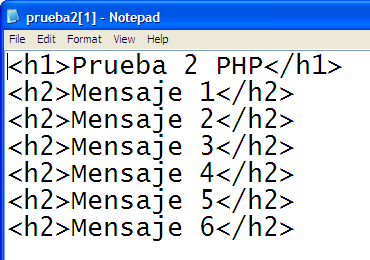 prueba2[1] - Notepad
File Edit Format View Help
<h1>Prueba 2 PHP</h1>
<h2>Mensaje 1</h2>
<h2>Mensaje 2</h2>
<h2>Mensaje 3</h2>
<h2>Mensaje 4</h2>
<h2>Mensaje 5</h2>
<h2>Mensaje 6</h2>